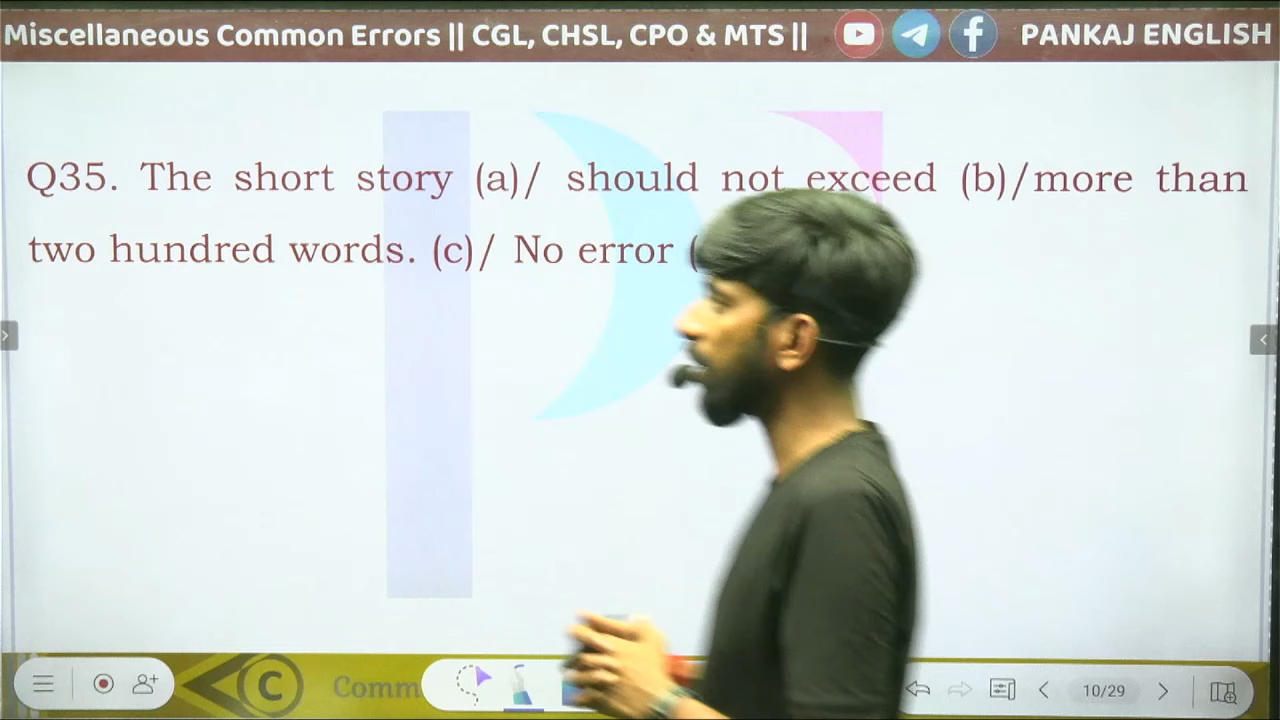 Miscellaneous Common Errors || CGL, CHSL, CPO & MTS || PANKAJ ENGLISH
Q35. The short story (a)/ should not exceed (b)/more than
two hundred words. (c)/ No error (
C
10/29